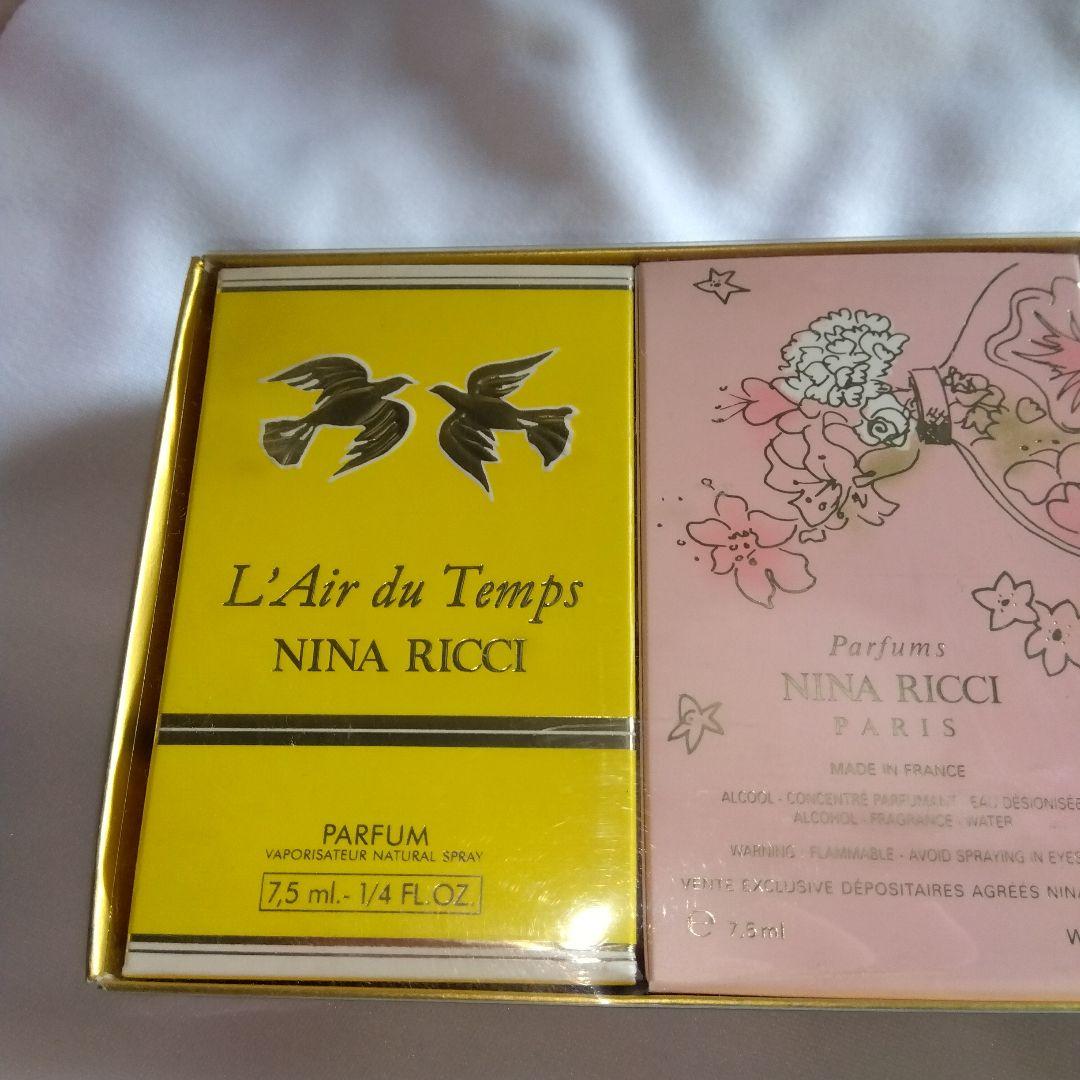 L'Air du Temps
NINA RICCI
PARFUM
VAPORISATEUR NATURAL SPRAY
7,5 ml.- 1/4 FL.OZ.
Parfums
NINA RICCI
PARIS
MADE IN FRANCE
ALCOOL - CONCENTRÉ PARFUMANT - EAU DÉSIONISÉE
ALCOHOL - FRAGRANCE - WATER
WARNING : FLAMMABLE - AVOID SPRAYING IN EYES
VENTE EXCLUSIVE DÉPOSITAIRES AGRÉÉS NINA
℮ 7.5ml
W